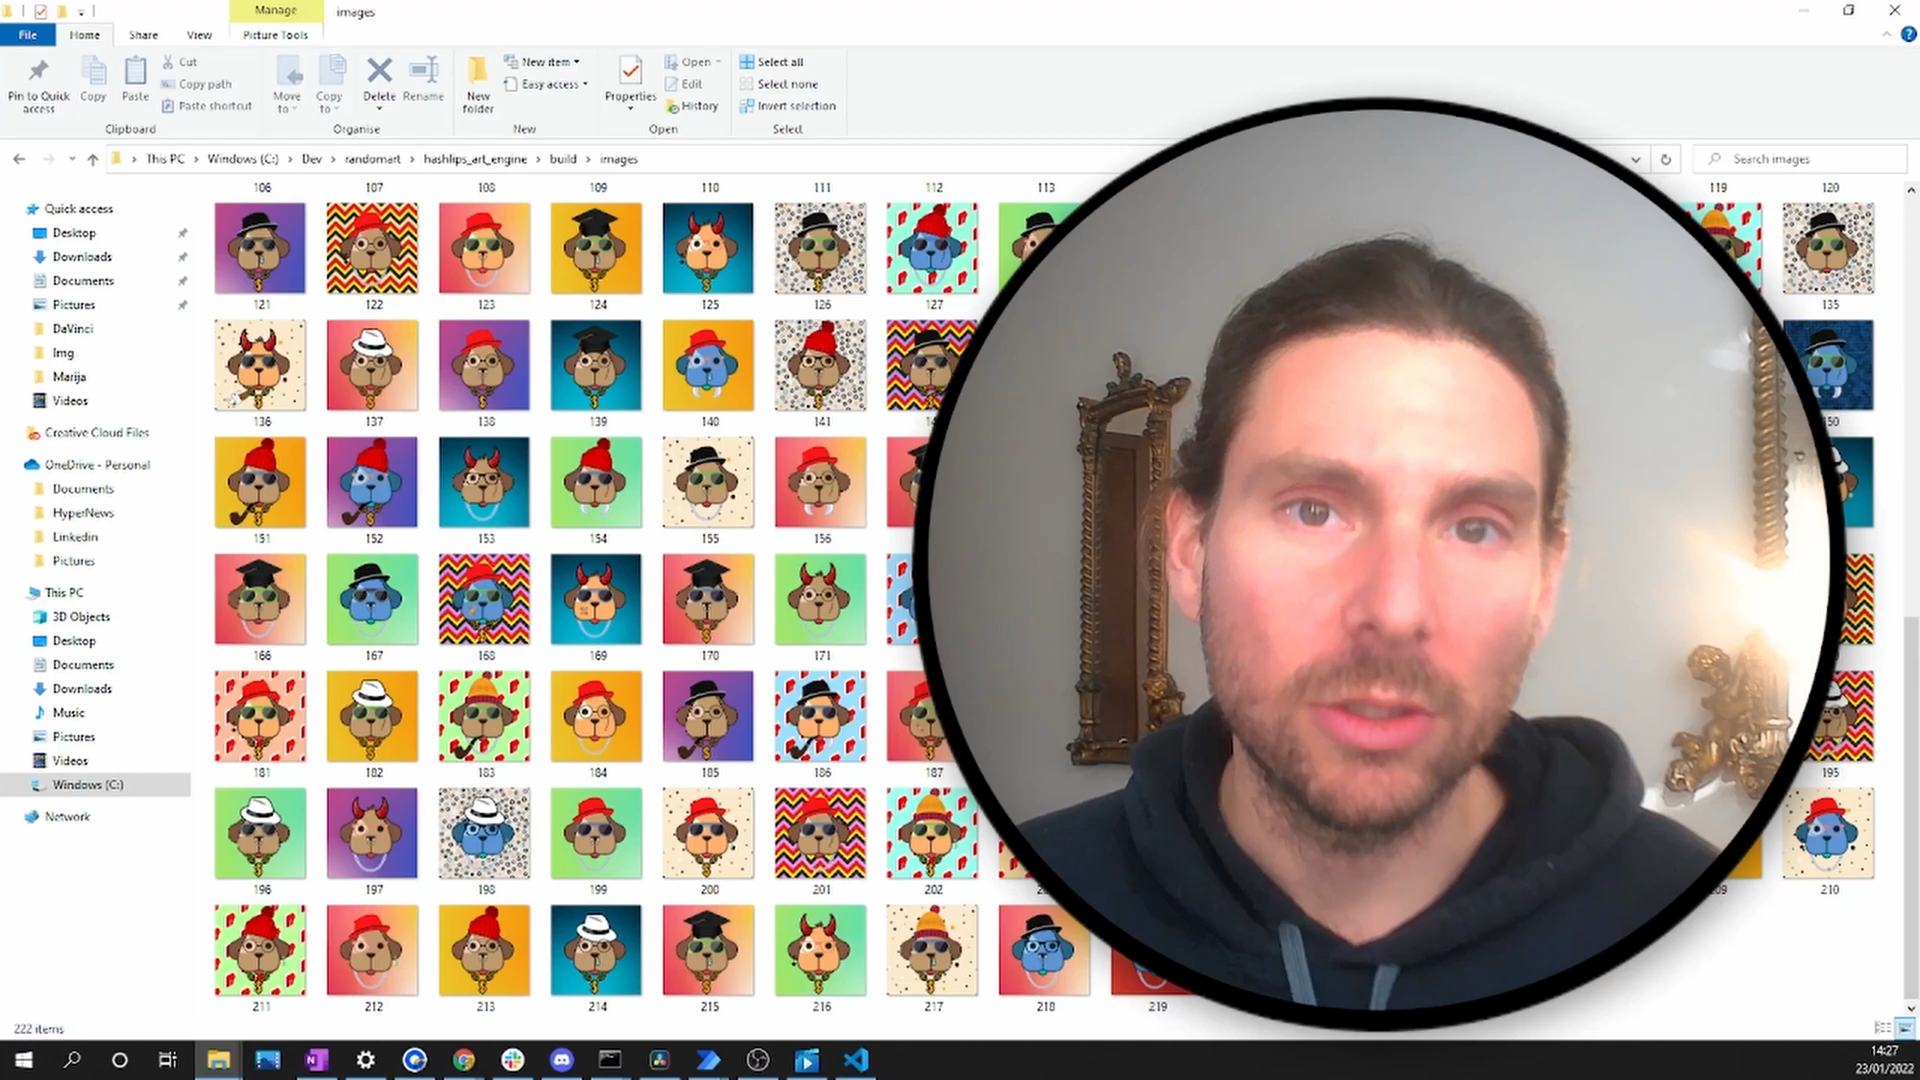 Manage
images
File
Home
Share
View
Picture Tools
Pin to Quick access
Copy
Paste
Cut
Copy path
Paste shortcut
Move to
Copy to
Delete
Rename
New folder
New item
Easy access
Properties
Open
Edit
History
Select all
Select none
Invert selection
Clipboard
Organise
New
Open
Select
This PC > Windows (C:) > Dev > randomart > hashlips_art_engine > build > images
Search images
106 107 108 109 110 111 112 113 119 120
Quick access
Desktop
Downloads
Documents
Pictures
DaVinci
Img
Marija
Videos
Creative Cloud Files
OneDrive - Personal
Documents
HyperNews
Linkedin
Pictures
This PC
3D Objects
Desktop
Documents
Downloads
Music
Pictures
Videos
Windows (C:)
Network
121 122 123 124 125 126 127 135
136 137 138 139 140 141
151 152 153 154 155 156
166 167 168 169 170 171
181 182 183 184 185 186 187 195
196 197 198 199 200 201 202 210
211 212 213 214 215 216 217 218 219
222 items
14:27
23/01/2022